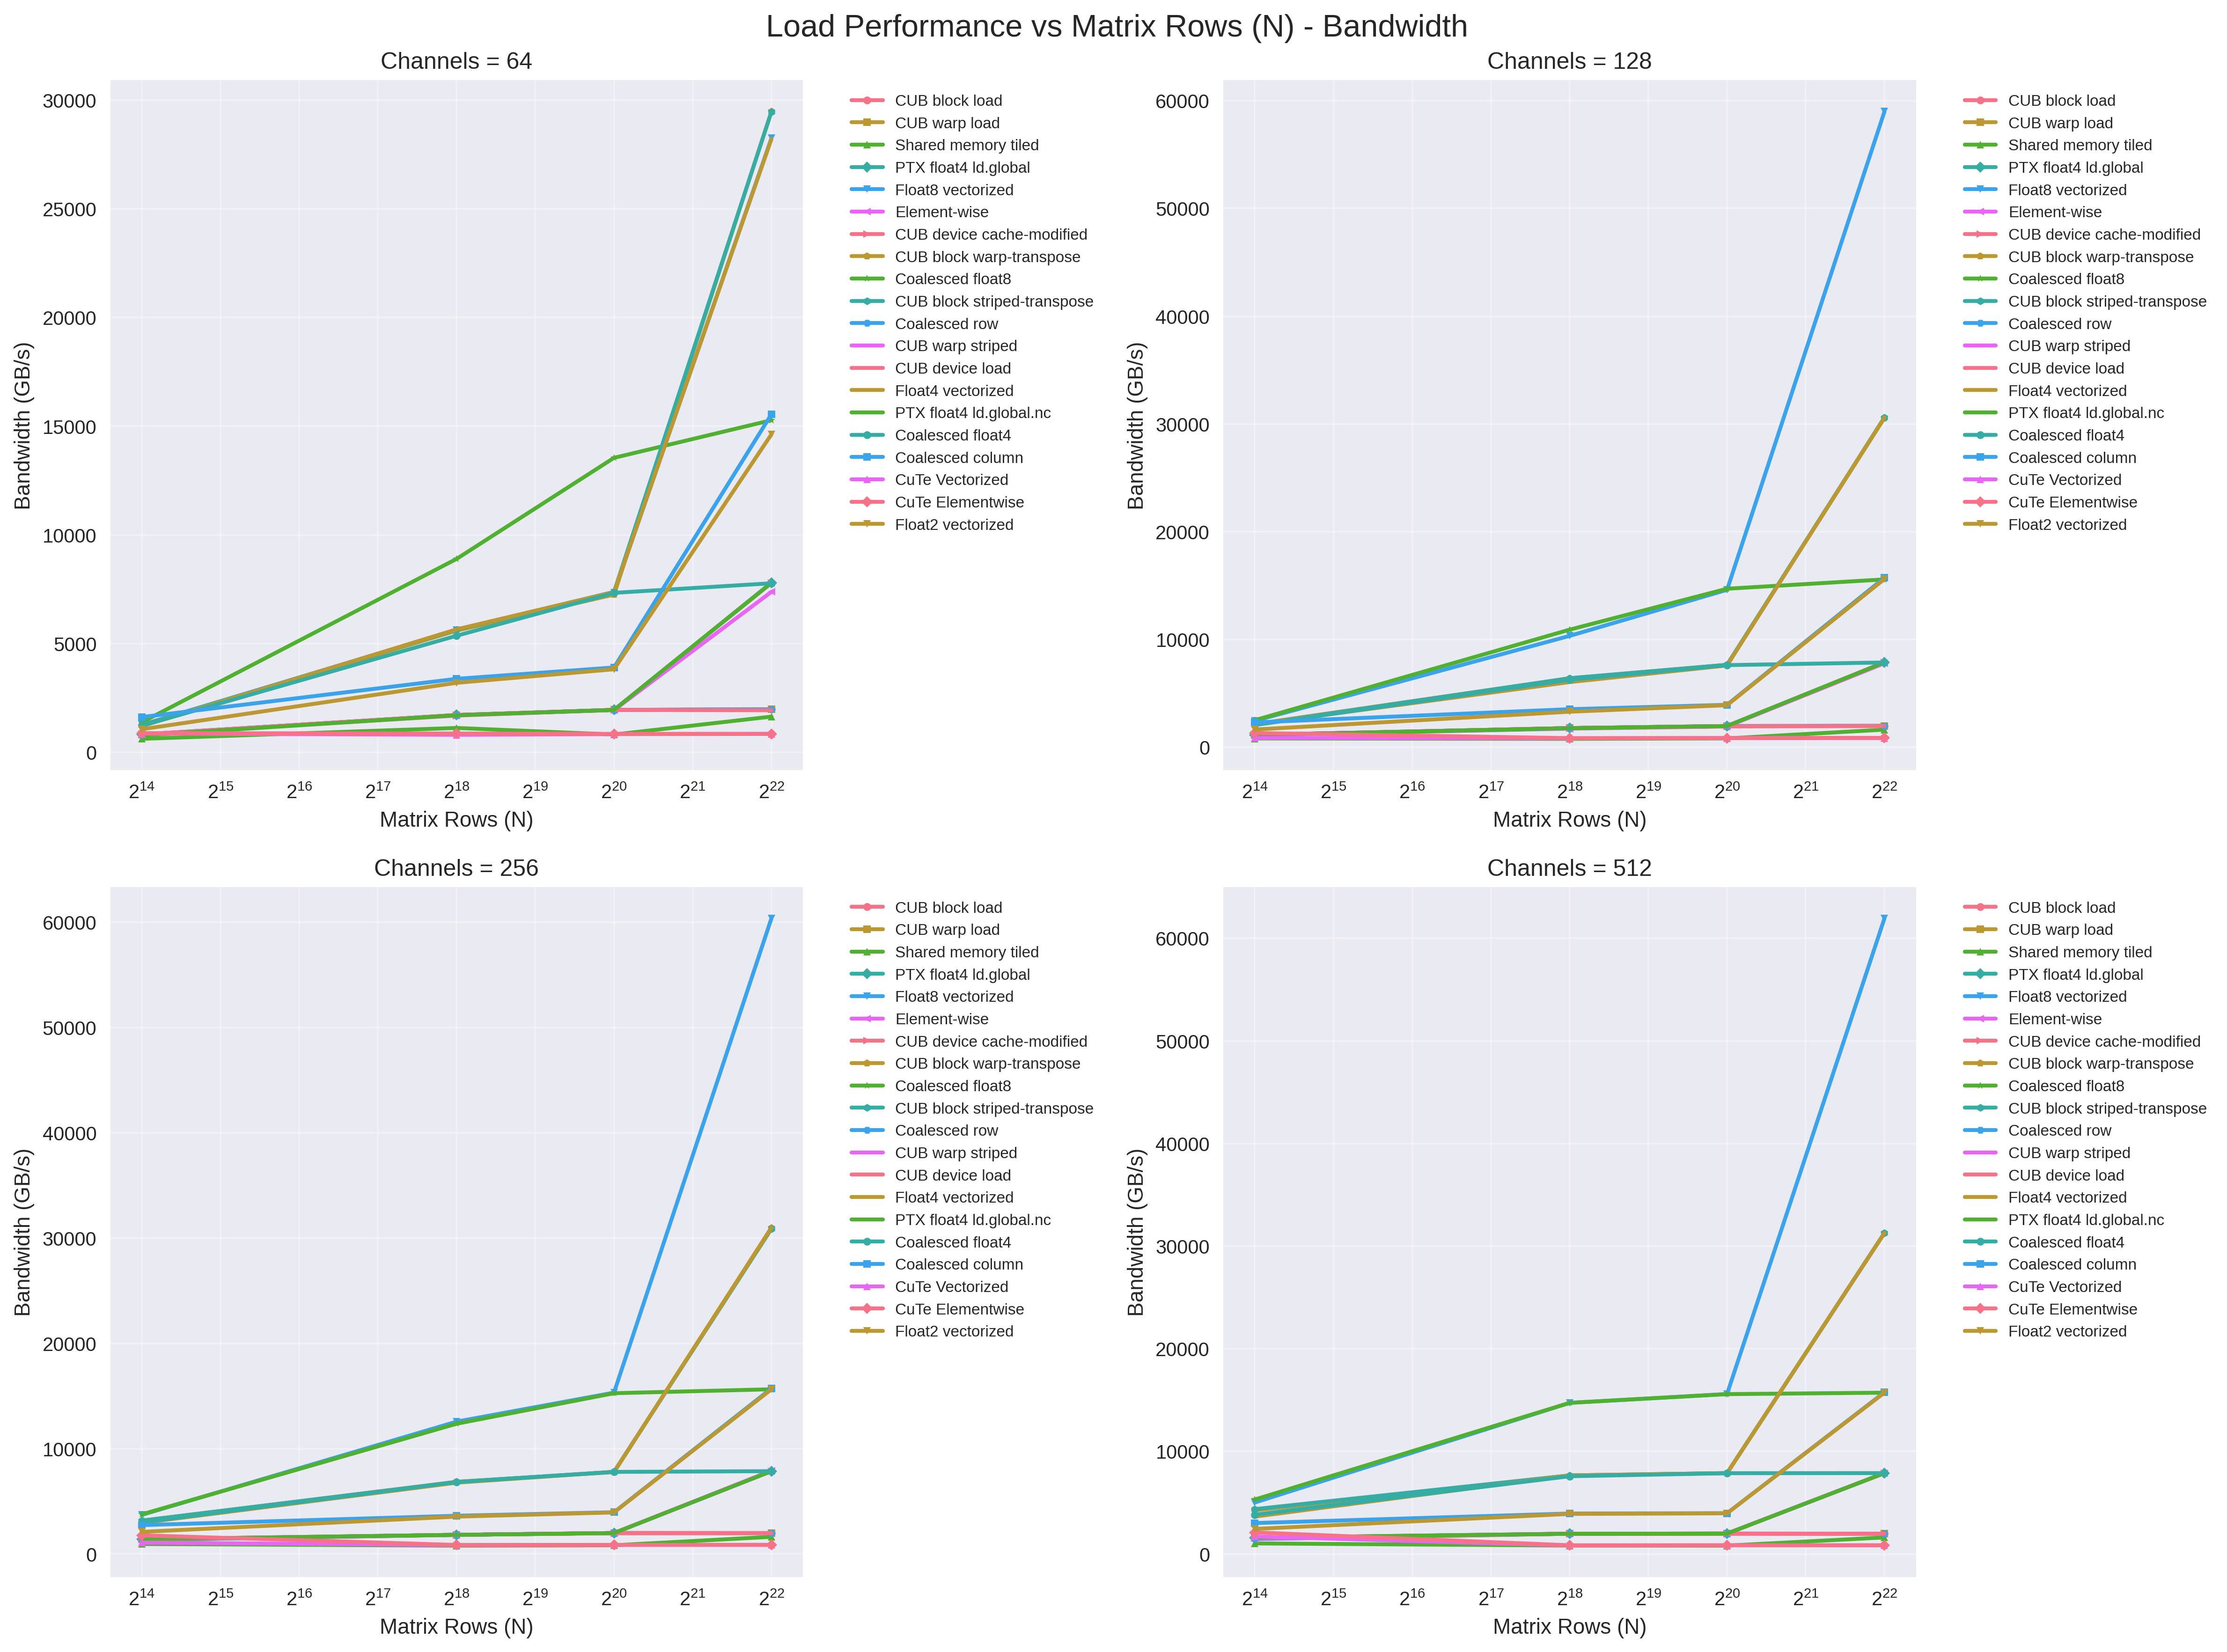 Load Performance vs Matrix Rows (N) - Bandwidth
Channels = 64
Bandwidth (GB/s)
30000
25000
20000
15000
10000
5000
0
2^14 2^15 2^16 2^17 2^18 2^19 2^20 2^21 2^22
Matrix Rows (N)
CUB block load
CUB warp load
Shared memory tiled
PTX float4 ld.global
Float8 vectorized
Element-wise
CUB device cache-modified
CUB block warp-transpose
Coalesced float8
CUB block striped-transpose
Coalesced row
CUB warp striped
CUB device load
Float4 vectorized
PTX float4 ld.global.nc
Coalesced float4
Coalesced column
CuTe Vectorized
CuTe Elementwise
Float2 vectorized
Channels = 128
Bandwidth (GB/s)
60000
50000
40000
30000
20000
10000
0
2^14 2^15 2^16 2^17 2^18 2^19 2^20 2^21 2^22
Matrix Rows (N)
CUB block load
CUB warp load
Shared memory tiled
PTX float4 ld.global
Float8 vectorized
Element-wise
CUB device cache-modified
CUB block warp-transpose
Coalesced float8
CUB block striped-transpose
Coalesced row
CUB warp striped
CUB device load
Float4 vectorized
PTX float4 ld.global.nc
Coalesced float4
Coalesced column
CuTe Vectorized
CuTe Elementwise
Float2 vectorized
Channels = 256
Bandwidth (GB/s)
60000
50000
40000
30000
20000
10000
0
2^14 2^15 2^16 2^17 2^18 2^19 2^20 2^21 2^22
Matrix Rows (N)
CUB block load
CUB warp load
Shared memory tiled
PTX float4 ld.global
Float8 vectorized
Element-wise
CUB device cache-modified
CUB block warp-transpose
Coalesced float8
CUB block striped-transpose
Coalesced row
CUB warp striped
CUB device load
Float4 vectorized
PTX float4 ld.global.nc
Coalesced float4
Coalesced column
CuTe Vectorized
CuTe Elementwise
Float2 vectorized
Channels = 512
Bandwidth (GB/s)
60000
50000
40000
30000
20000
10000
0
2^14 2^15 2^16 2^17 2^18 2^19 2^20 2^21 2^22
Matrix Rows (N)
CUB block load
CUB warp load
Shared memory tiled
PTX float4 ld.global
Float8 vectorized
Element-wise
CUB device cache-modified
CUB block warp-transpose
Coalesced float8
CUB block striped-transpose
Coalesced row
CUB warp striped
CUB device load
Float4 vectorized
PTX float4 ld.global.nc
Coalesced float4
Coalesced column
CuTe Vectorized
CuTe Elementwise
Float2 vectorized